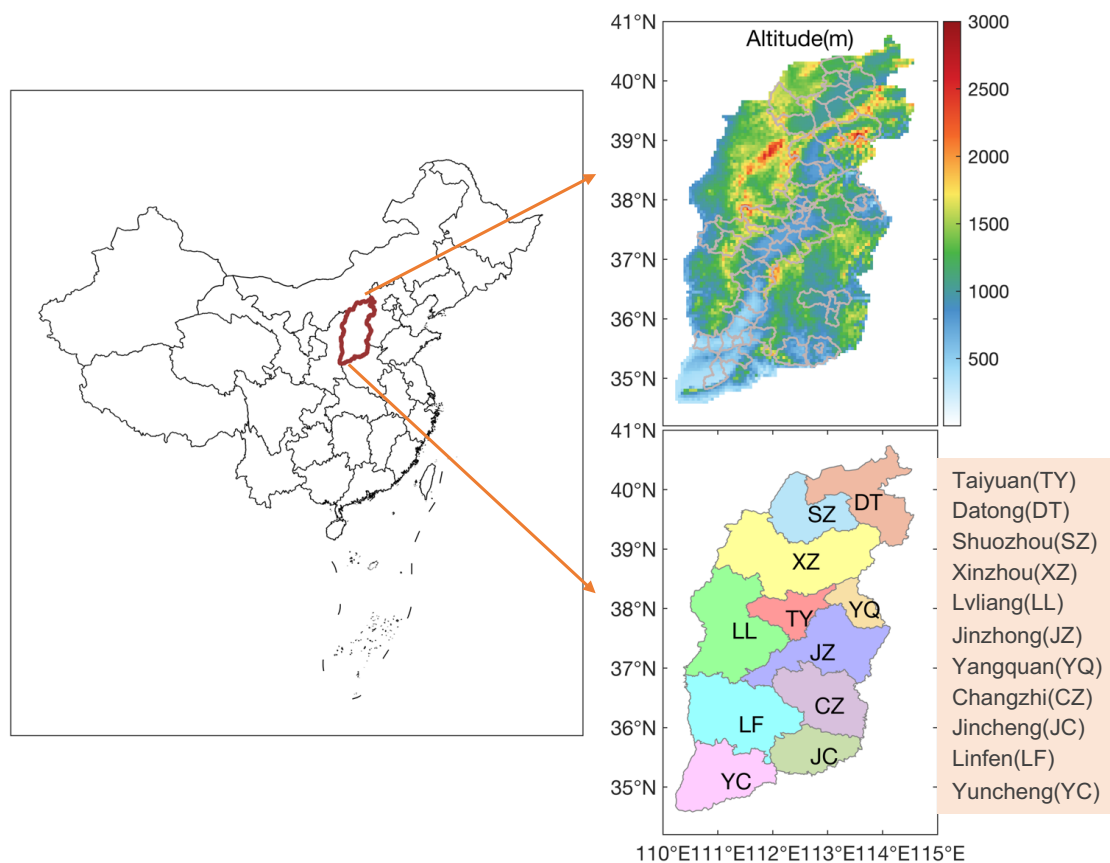 41°N
40°N
39°N
38°N
37°N
36°N
35°N
Altitude(m)
3000
2500
2000
1500
1000
500
41°N
40°N
39°N
38°N
37°N
36°N
35°N
DT
SZ
XZ
TY
YQ
LL
JZ
CZ
LF
JC
YC
110°E111°E112°E113°E114°E115°E
Taiyuan(TY)
Datong(DT)
Shuozhou(SZ)
Xinzhou(XZ)
Lvliang(LL)
Jinzhong(JZ)
Yangquan(YQ)
Changzhi(CZ)
Jincheng(JC)
Linfen(LF)
Yuncheng(YC)